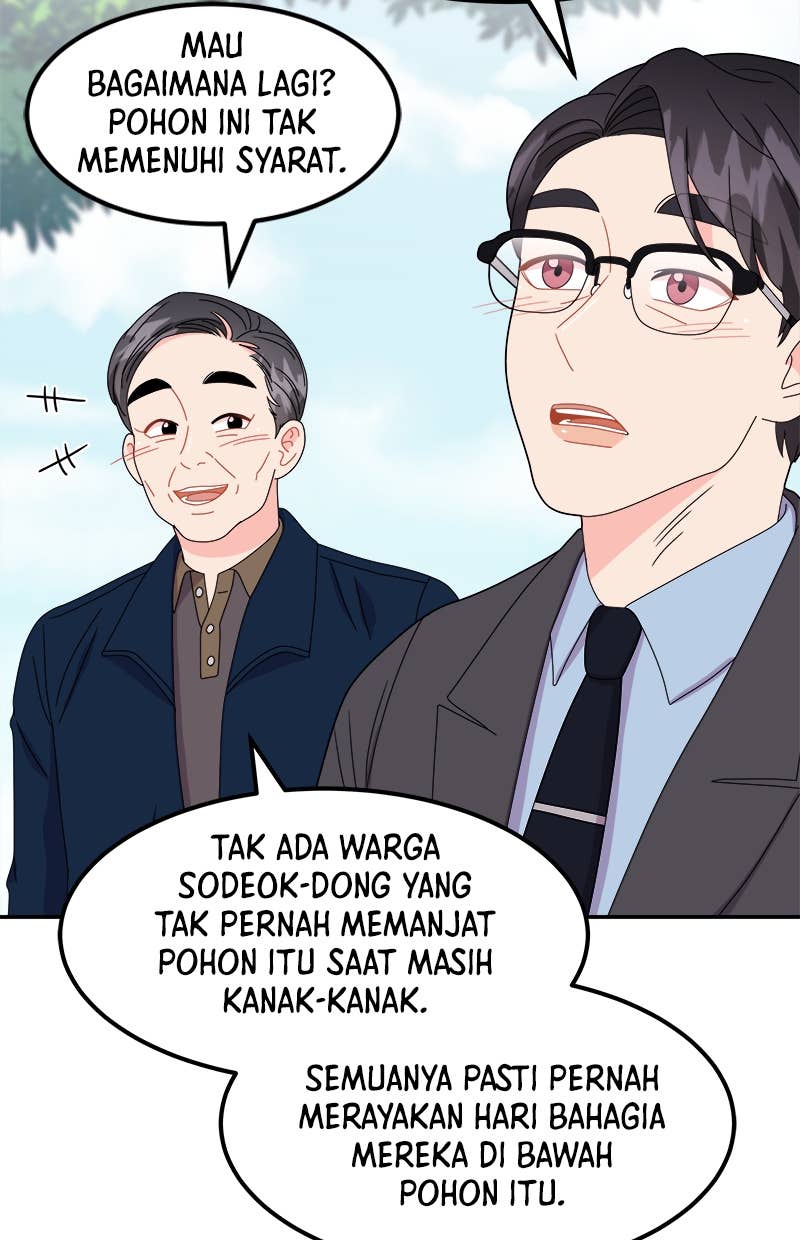 MAU
BAGAIMANA LAGI?
POHON INI TAK
MEMENUHI SYARAT.
TAK ADA WARGA
SODEOK-DONG YANG
TAK PERNAH MEMANJAT
POHON ITU SAAT MASIH
KANAK-KANAK.
SEMUANYA PASTI PERNAH
MERAYAKAN HARI BAHAGIA
MEREKA DI BAWAH
POHON ITU.